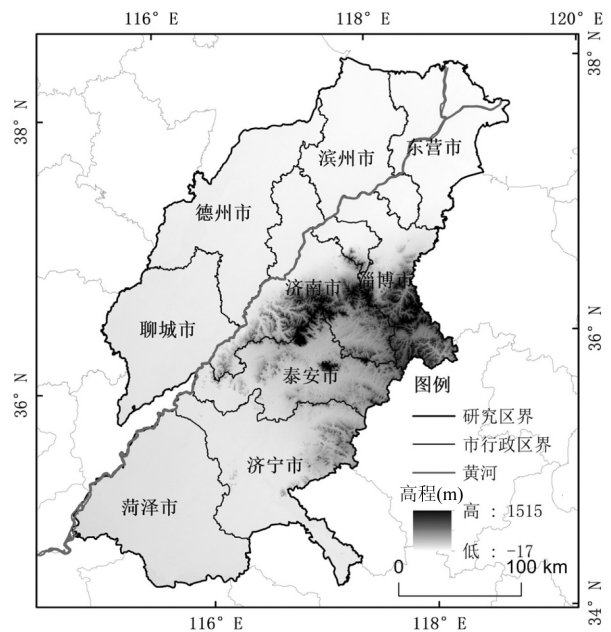 116° E
118° E
120° E
38° N
38° N
滨州市
东营市
德州市
济南市
淄博市
聊城市
36° N
泰安市
36° N
图例
研究区界
市行政区界
黄河
济宁市
菏泽市
高程(m)
高 : 1515
低 : -17
0
100 km
34° N
116° E
118° E